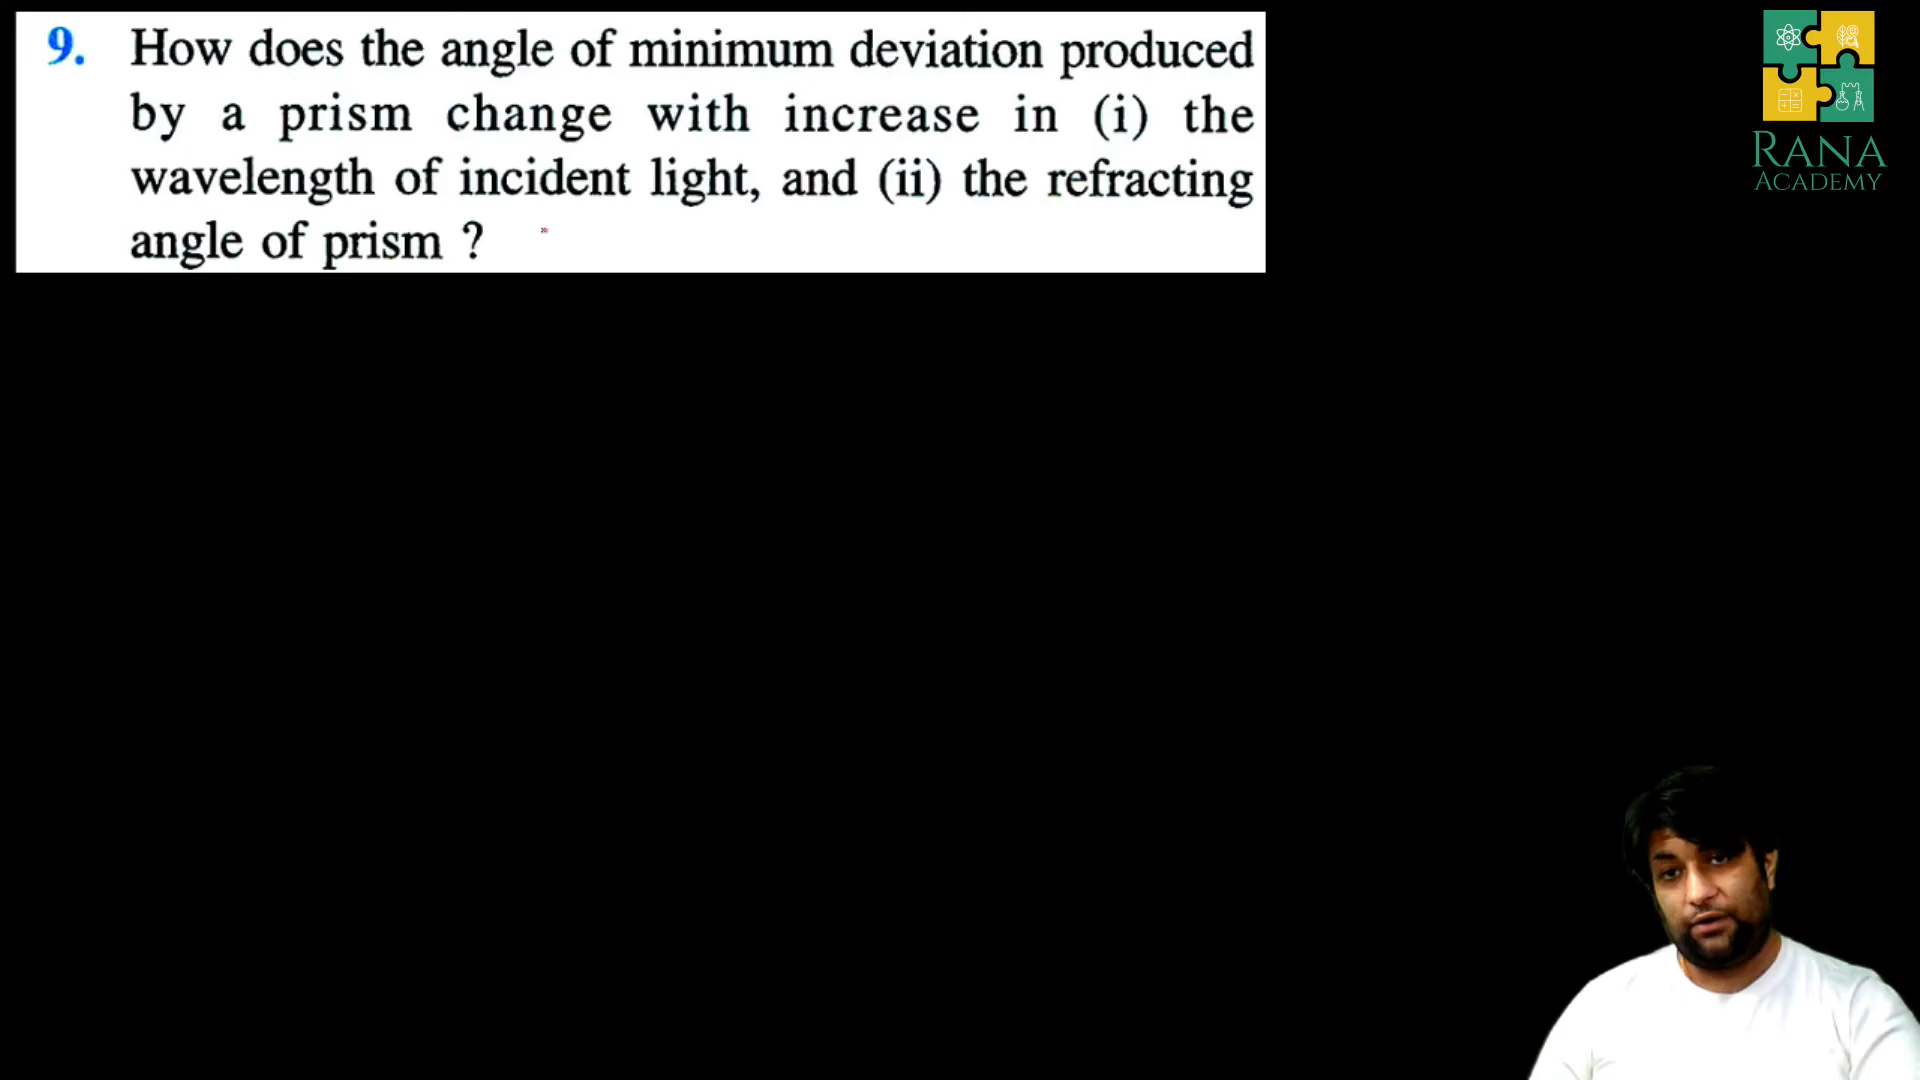 9. How does the angle of minimum deviation produced
by a prism change with increase in (i) the
wavelength of incident light, and (ii) the refracting
angle of prism ?
RANA
ACADEMY